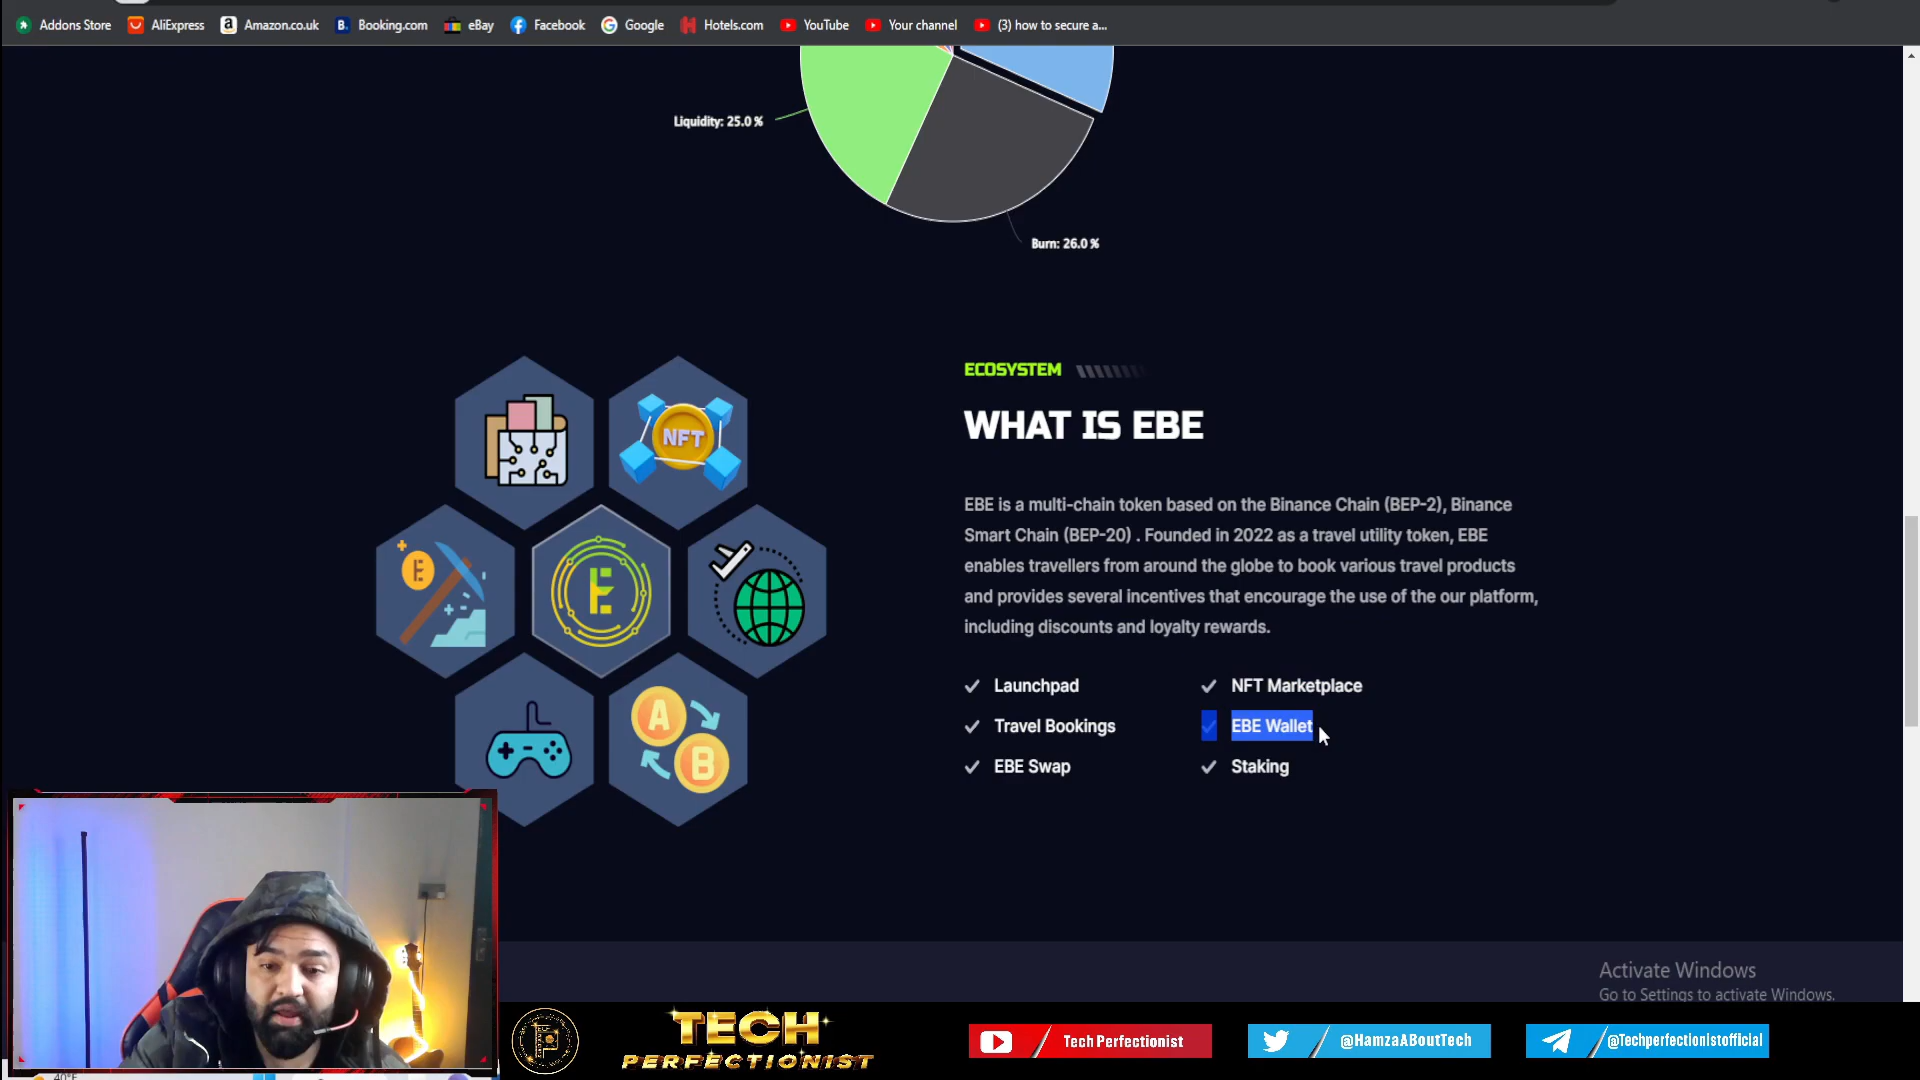 Addons Store AliExpress a Amazon.co.uk B. Booking.com eBay Facebook Google Hotels.com YouTube Your channel (3) how to secure a...
Liquidity: 25.0 %
Burn: 26.0 %
ECOSYSTEM
WHAT IS EBE
NFT
EBE is a multi-chain token based on the Binance Chain (BEP-2), Binance
Smart Chain (BEP-20) . Founded in 2022 as a travel utility token, EBE
enables travellers from around the globe to book various travel products
and provides several incentives that encourage the use of the our platform,
including discounts and loyalty rewards.
E
E
A
B
Launchpad
NFT Marketplace
Travel Bookings
EBE Wallet
EBE Swap
Staking
Activate Windows
Go to Settings to activate Windows.
TECH
PERFECTIONIST
Tech Perfectionist
@HamzaABoutTech
@Techperfectionistofficial
40°F